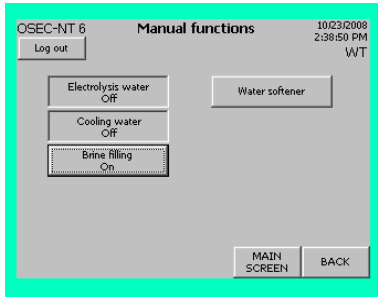 OSEC-NT 6
Manual functions
10/23/2008
2:38:50 PM
Log out
WT
Electrolysis water
Off
Water softener
Cooling water
Off
Brine filling
On
MAIN
SCREEN
BACK